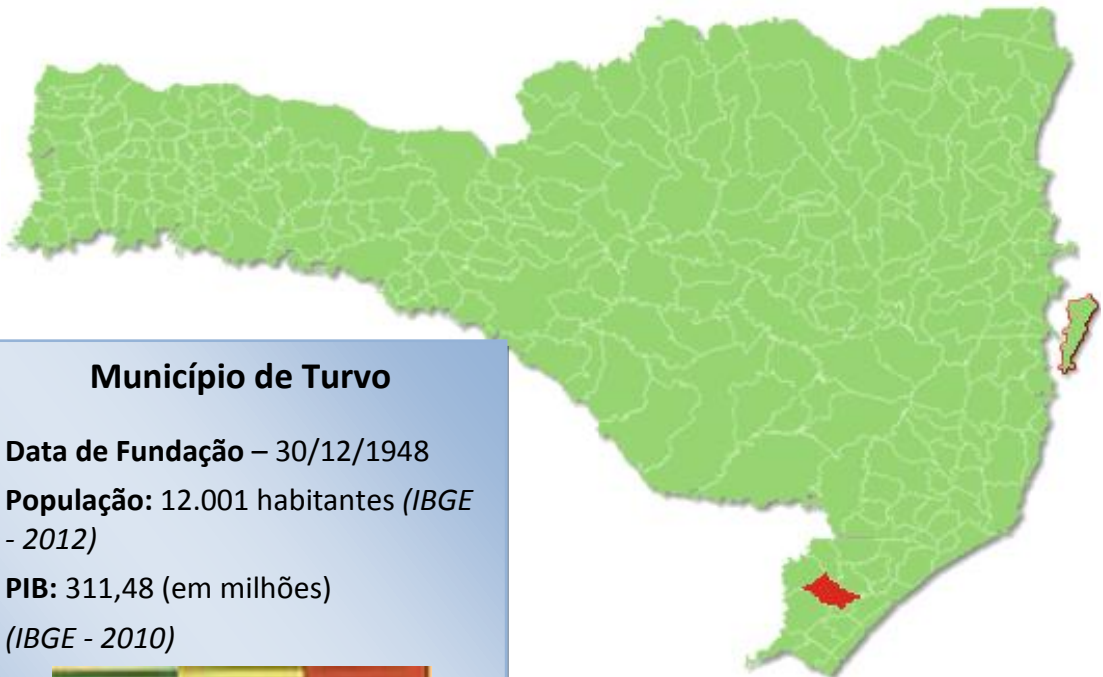 Município de Turvo
Data de Fundação – 30/12/1948
População: 12.001 habitantes (IBGE
- 2012)
PIB: 311,48 (em milhões)
(IBGE - 2010)